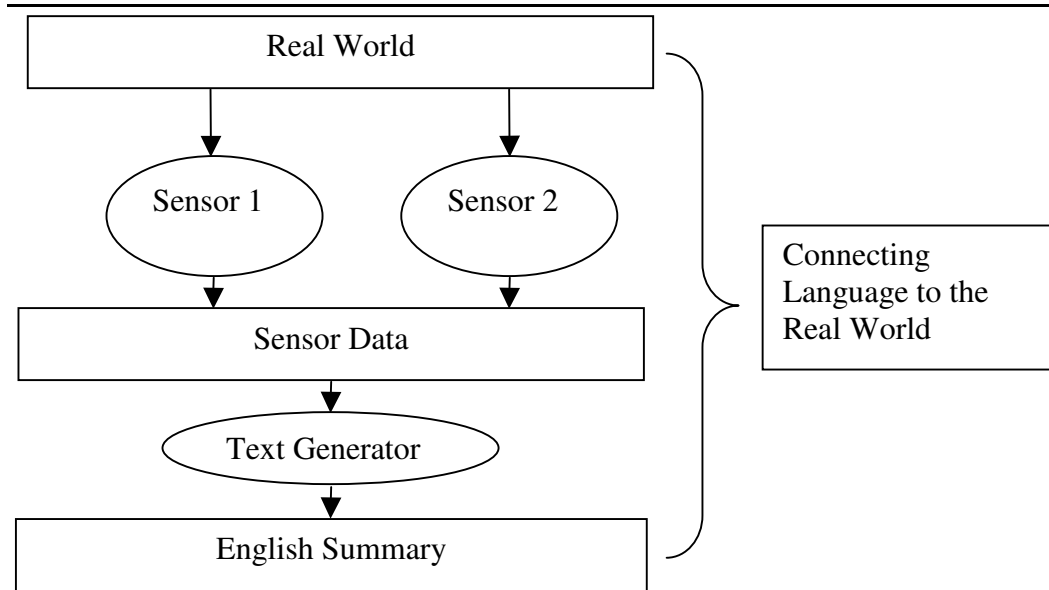 Real World
Sensor 1
Sensor 2
Sensor Data
Text Generator
English Summary
Connecting
Language to the
Real World